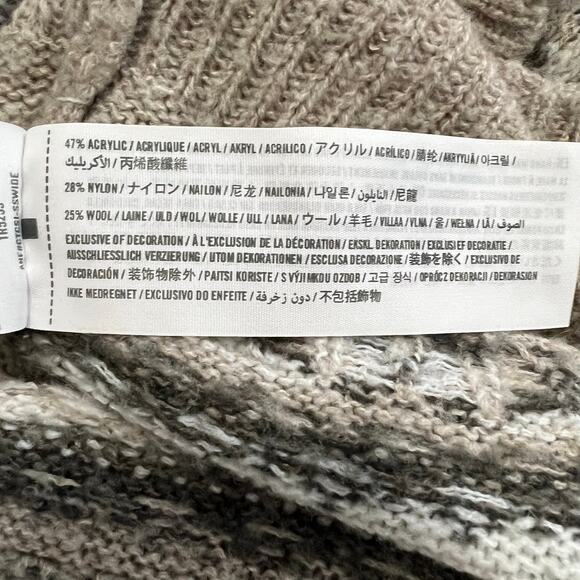 47% ACRYLIC / ACRYLIQUE / ACRYL / AKRYL / ACRILICO / アクリル / ACRÍLICO / 腈纶 / AKRYYLIÄ / 아크릴 /
الأكريليك / 丙烯酸纖維
28% NYLON / ナイロン / NAILON / 尼龙 / NAILONIA / 나일론 / النايلون / 尼龍
25% WOOL / LAINE / ULD / WOL / WOLLE / ULL / LANA / ウール / 羊毛 / VILLAA / VLNA / 울 / WEŁNA / LÃ / الصوف
EXCLUSIVE OF DECORATION / À L'EXCLUSION DE LA DÉCORATION / EKSKL DEKORATION / EXCLUSIEF DECORATIE /
AUSSCHLIESSLICH VERZIERUNG / UTOM DEKORATIONEN / ESCLUSA DECORAZIONE / 装飾を除く / EXCLUSIVO DE
DECORACIÓN / 装饰物除外 / PAITSI KORISTE / S VÝJIMKOU OZDOB / 고급 장식 / OPRÓCZ DEKORACJI / DEKORASJON
IKKE MEDREGNET / EXCLUSIVO DO ENFEITE / دون زخرفة / 不包括飾物